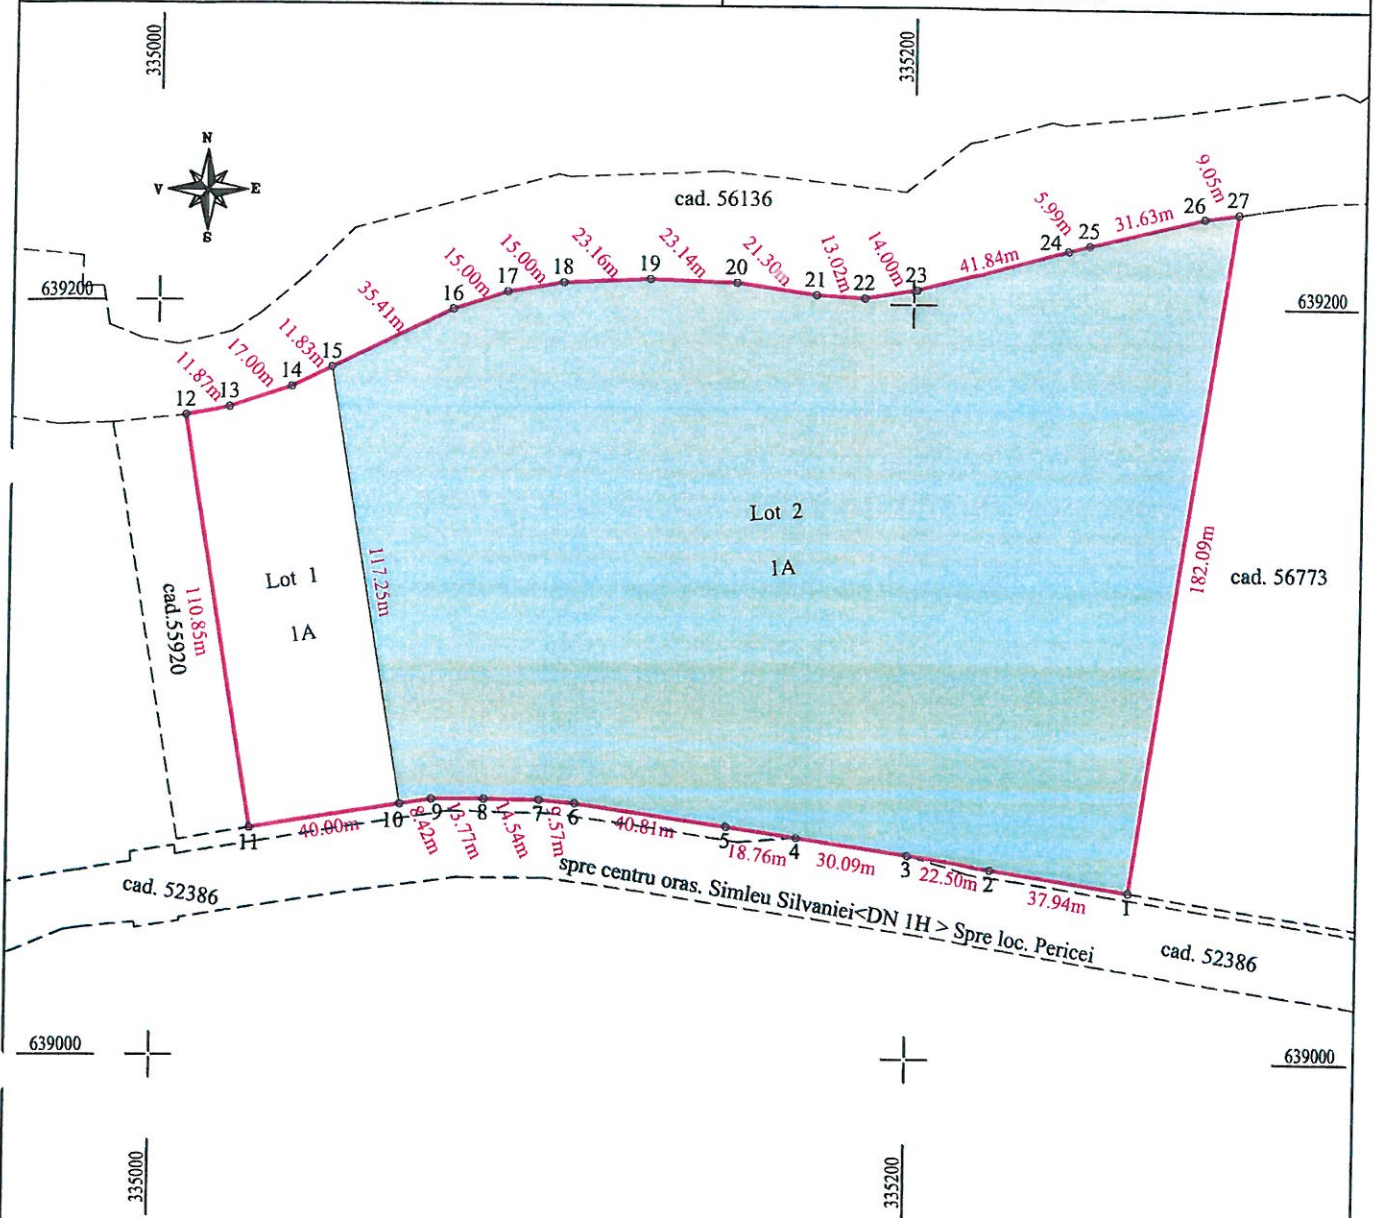 335000
335200
N
V E
S
cad. 56136
9.05m
26 27
5.99m
24 25
31.63m
639200
639200
15.00m
17
15.00m
18
23.16m
19
23.14m
20
21.30m
21
13.02m
22
14.00m
23
41.84m
35.41m
16
11.83m
15
17.00m
14
11.87m
13
12
Lot 2
1A
Lot 1
1A
117.25m
182.09m
cad. 56773
110.85m
cad.55920
11
40.00m
10
8.42m
9
13.77m
8
14.54m
7
9.57m
6
40.81m
5
18.76m
4
30.09m
3
22.50m
2
37.94m
1
cad. 52386
spre centru oras. Simleu Silvaniei<DN 1H > Spre loc. Pericei
cad. 52386
639000
639000
335000
335200